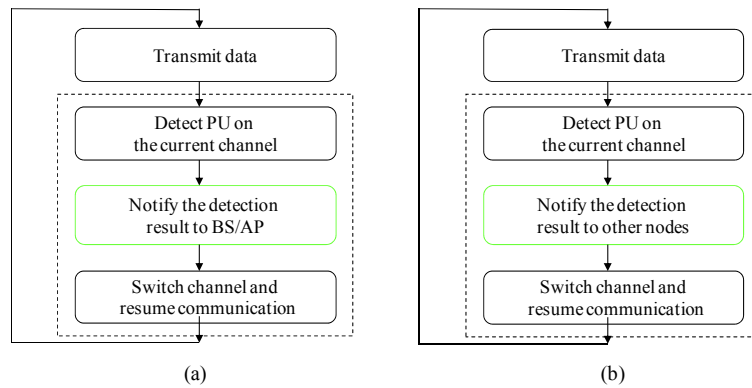 Transmit data
Detect PU on
the current channel
Notify the detection
result to BS/AP
Switch channel and
resume communication
(a)
Transmit data
Detect PU on
the current channel
Notify the detection
result to other nodes
Switch channel and
resume communication
(b)